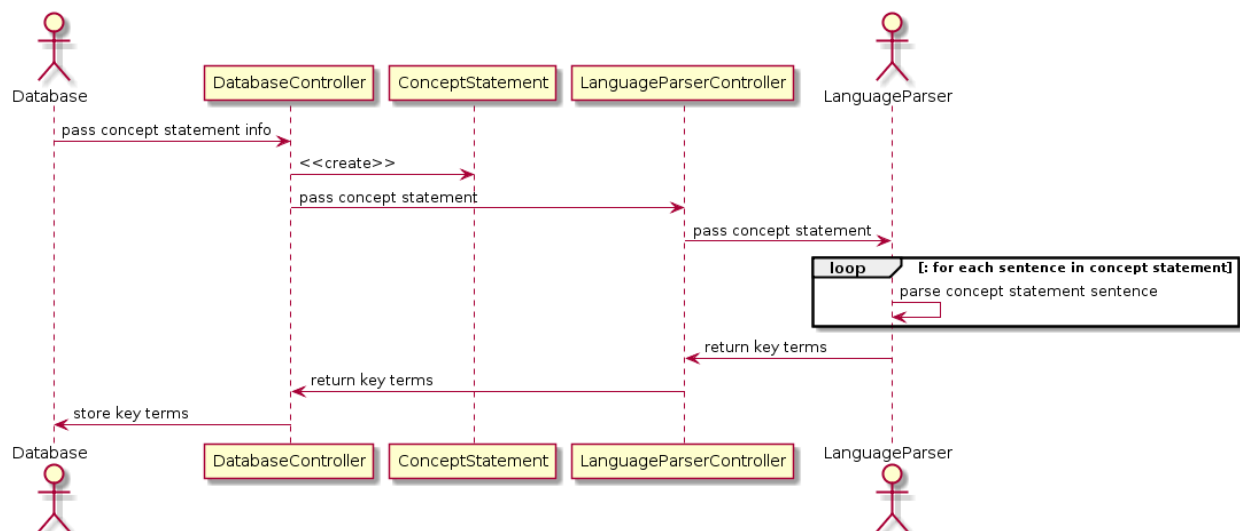 Database
DatabaseController
ConceptStatement
LanguageParserController
LanguageParser
pass concept statement info
<<create>>
pass concept statement
pass concept statement
loop [: for each sentence in concept statement]
parse concept statement sentence
return key terms
return key terms
store key terms
Database
DatabaseController
ConceptStatement
LanguageParserController
LanguageParser